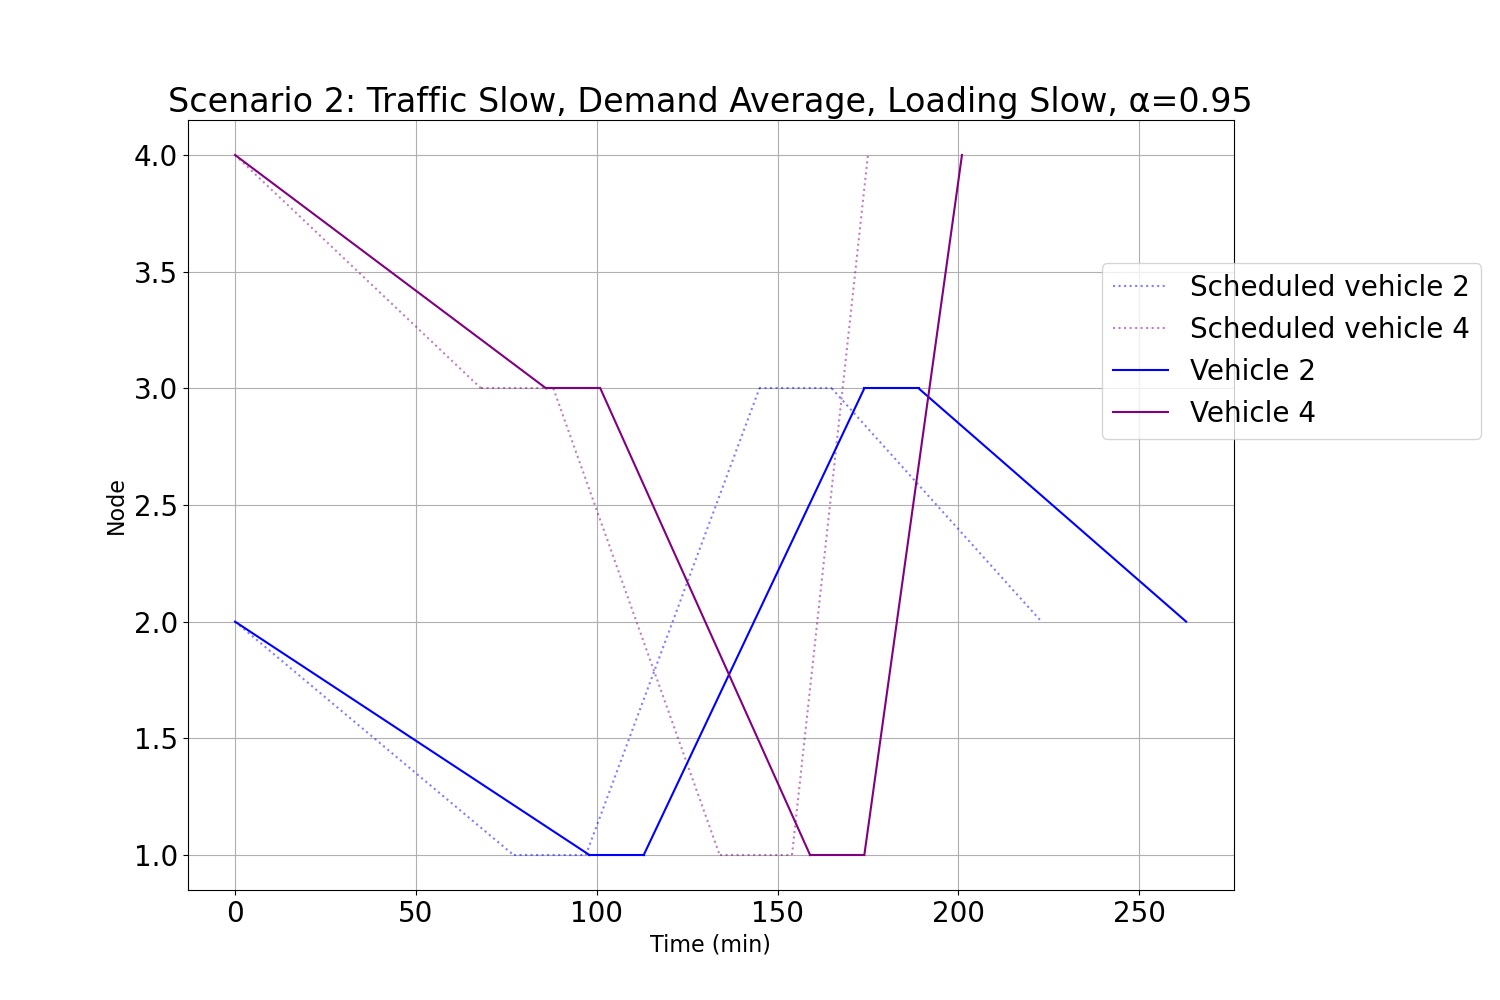 Scenario 2: Traffic Slow, Demand Average, Loading Slow, α=0.95
4.0
3.5
3.0
2.5
2.0
1.5
1.0
Node
0 50 100 150 200 250
Time (min)
Scheduled vehicle 2
Scheduled vehicle 4
Vehicle 2
Vehicle 4